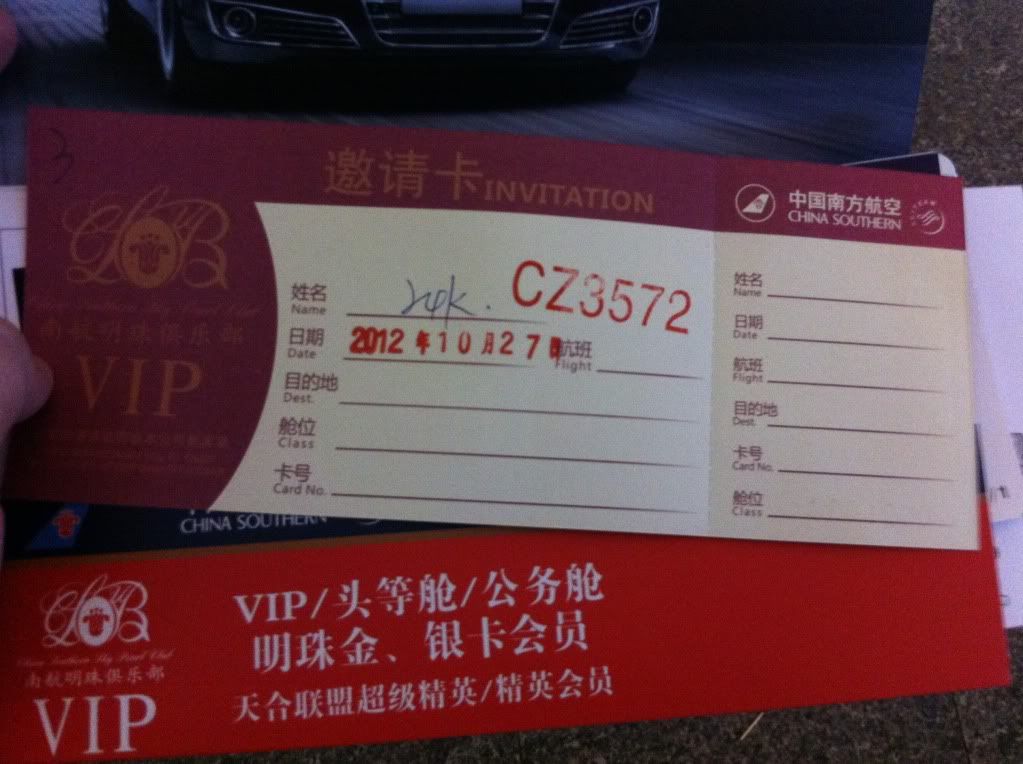 3
邀请卡INVITATION
中国南方航空
CHINA SOUTHERN
南航明珠俱乐部
VIP
姓名
Name
CZ3572
日期
Date
2012年10月27日
航班
Flight
目的地
Dest.
舱位
Class
卡号
Card No.
姓名
Name
日期
Date
航班
Flight
目的地
Dest.
卡号
Card No.
舱位
Class
CHINA SOUTHERN
China Southern Sky Pearl Club
南航明珠俱乐部
VIP
VIP/头等舱/公务舱
明珠金、银卡会员
天合联盟超级精英/精英会员